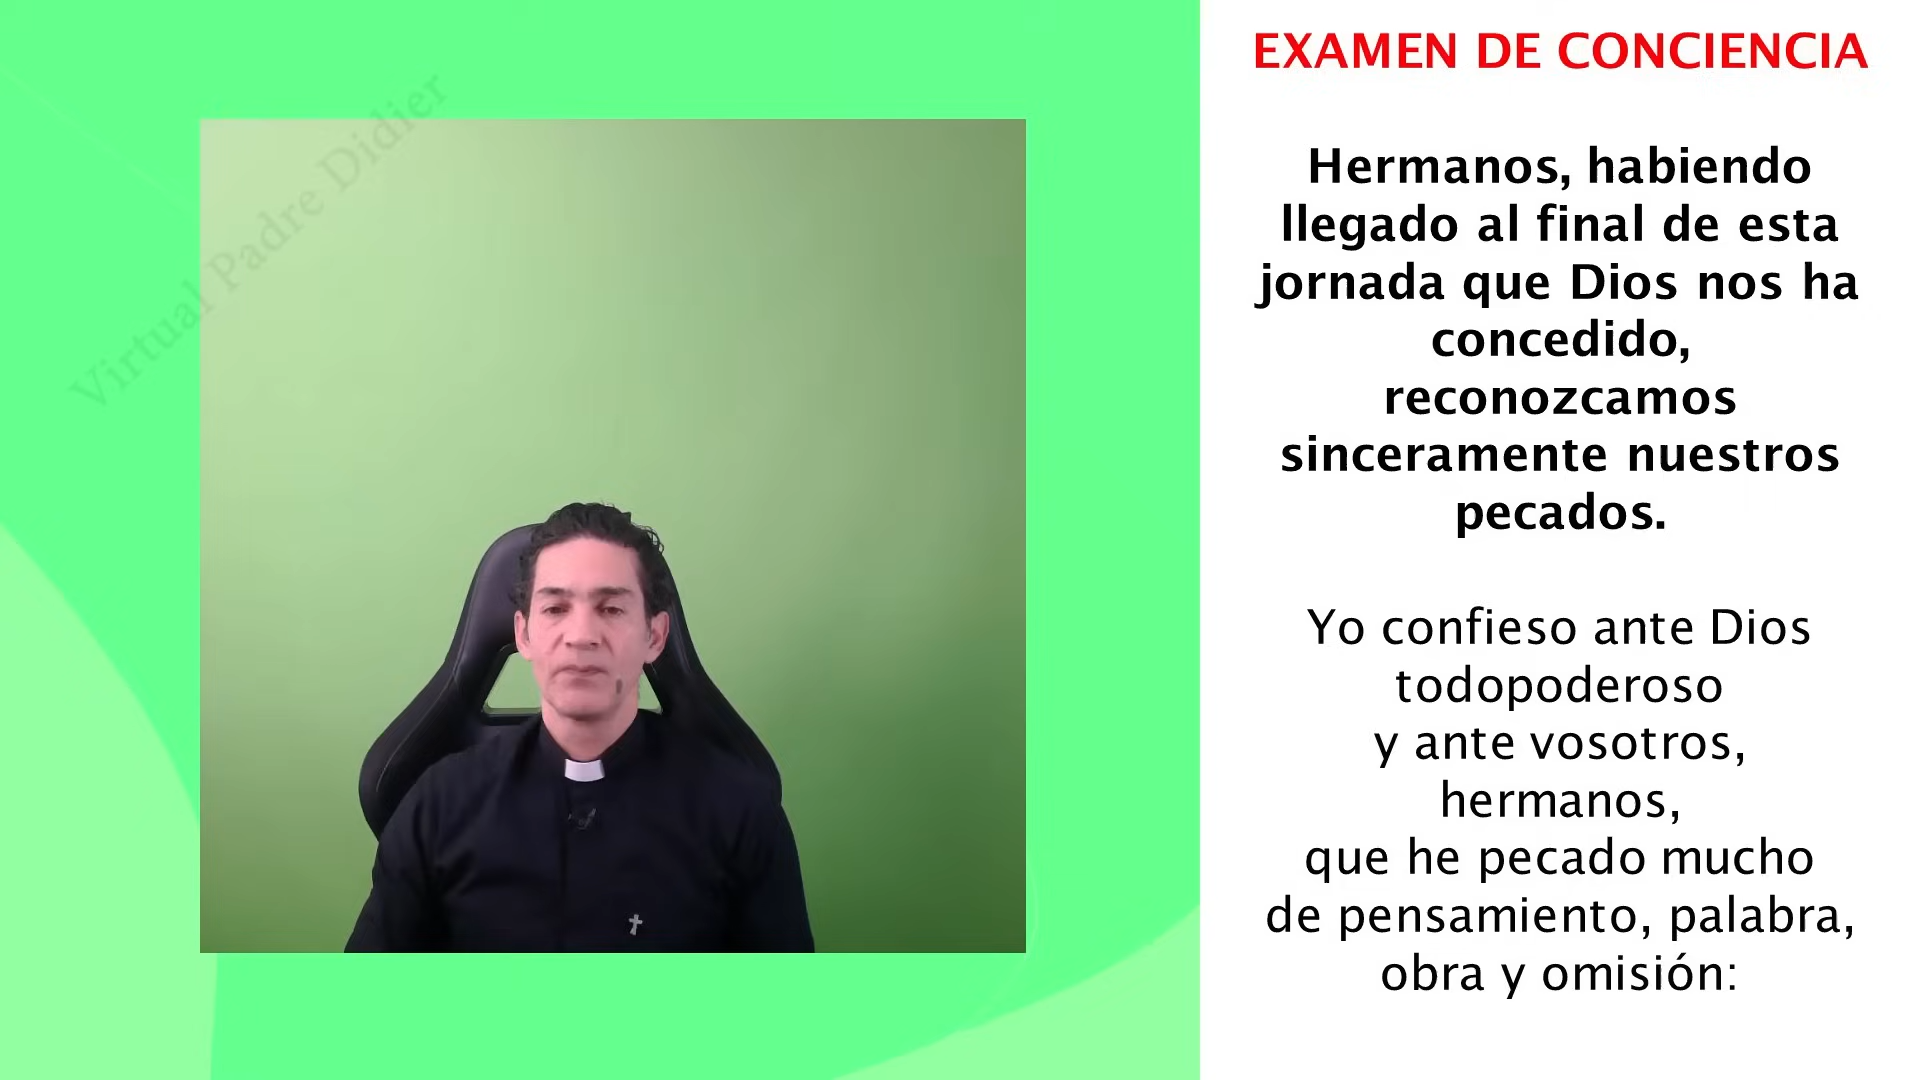 Virtual Padre Didier
EXAMEN DE CONCIENCIA
Hermanos, habiendo
llegado al final de esta
jornada que Dios nos ha
concedido,
reconozcamos
sinceramente nuestros
pecados.
Yo confieso ante Dios
todopoderoso
y ante vosotros,
hermanos,
que he pecado mucho
de pensamiento, palabra,
obra y omisión: